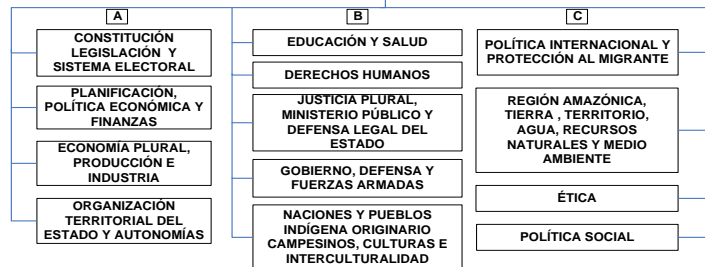 A
CONSTITUCIÓN
LEGISLACIÓN Y
SISTEMA ELECTORAL
PLANIFICACIÓN,
POLÍTICA ECONÓMICA Y
FINANZAS
ECONOMÍA PLURAL,
PRODUCCIÓN E
INDUSTRIA
ORGANIZACIÓN
TERRITORIAL DEL
ESTADO Y AUTONOMÍAS
B
EDUCACIÓN Y SALUD
DERECHOS HUMANOS
JUSTICIA PLURAL,
MINISTERIO PÚBLICO Y
DEFENSA LEGAL DEL
ESTADO
GOBIERNO, DEFENSA Y
FUERZAS ARMADAS
NACIONES Y PUEBLOS
INDÍGENA ORIGINARIO
CAMPESINOS, CULTURAS E
INTERCULTURALIDAD
C
POLÍTICA INTERNACIONAL Y
PROTECCIÓN AL MIGRANTE
REGIÓN AMAZÓNICA,
TIERRA , TERRITORIO,
AGUA, RECURSOS
NATURALES Y MEDIO
AMBIENTE
ÉTICA
POLÍTICA SOCIAL